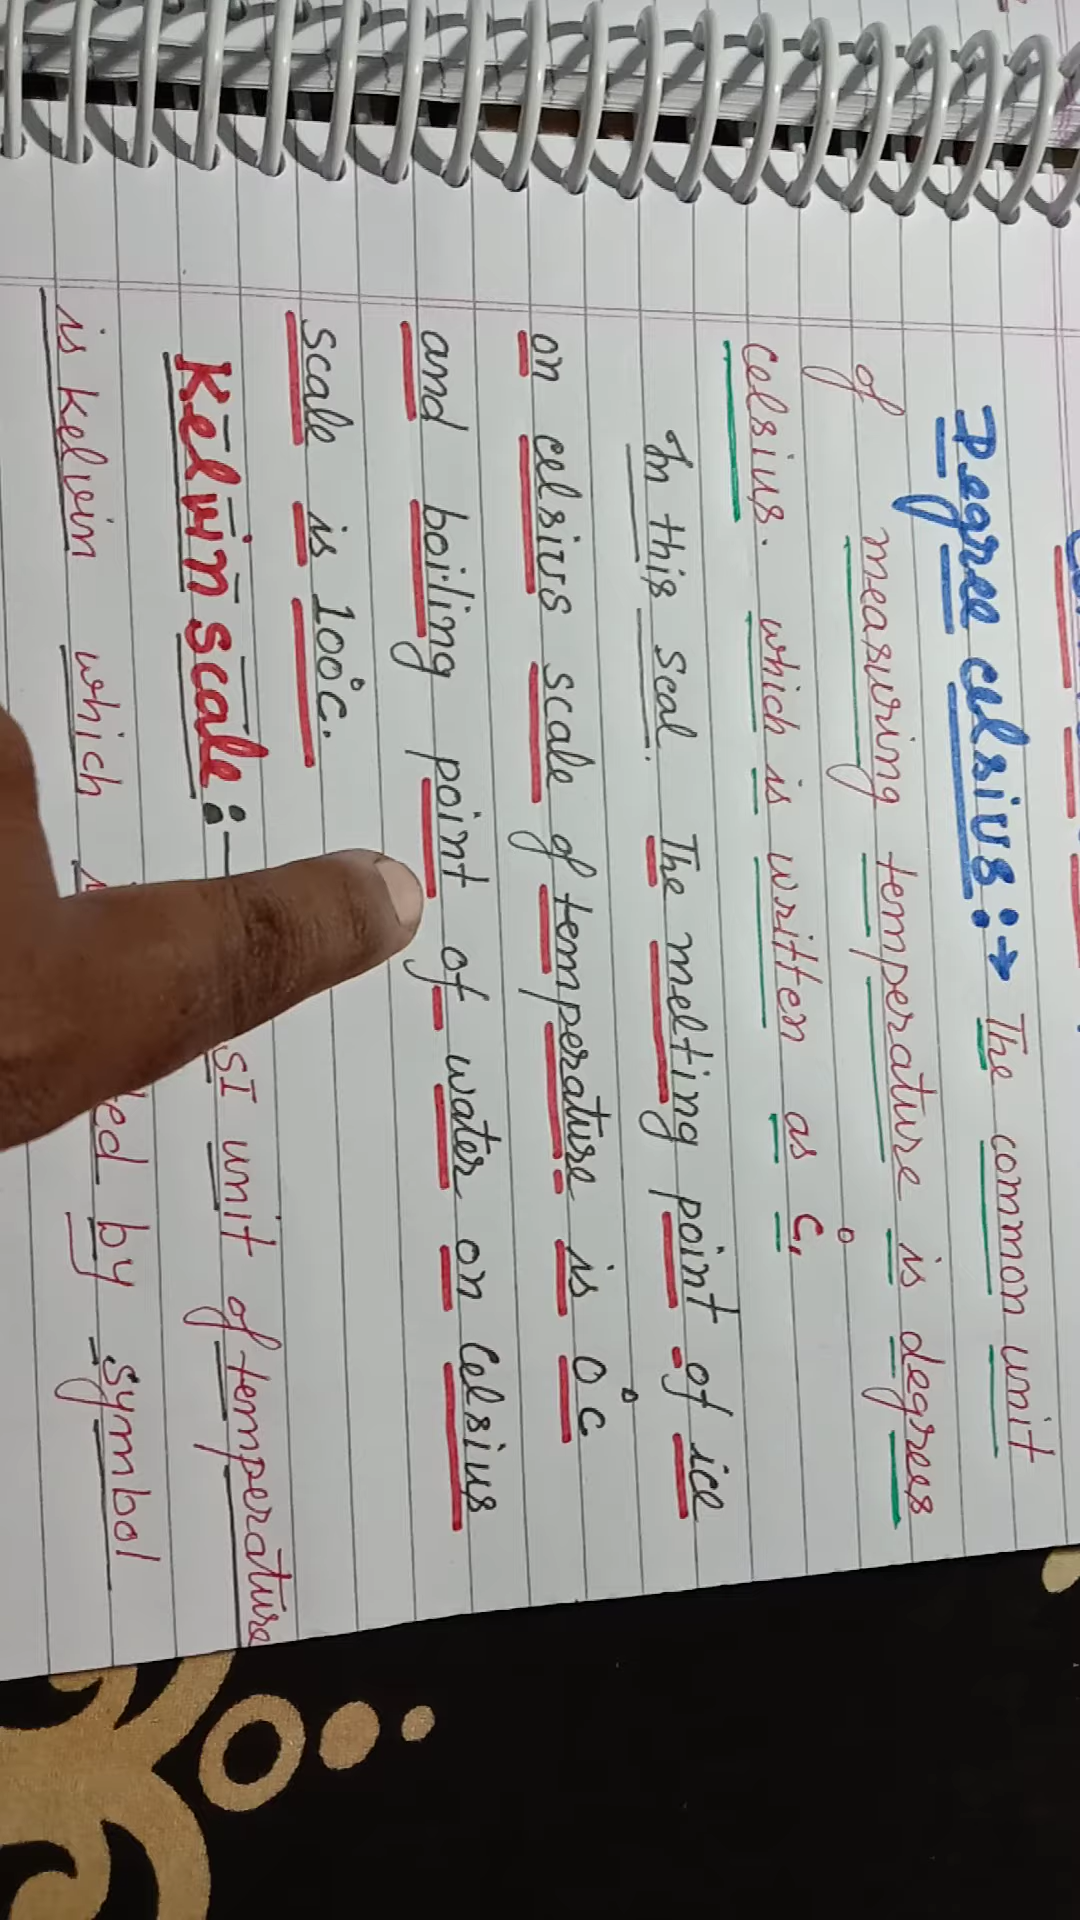 Degree celsius :→ The common unit
of measuring temperature is degrees
celsius. which is written as °C.
In this scal. The melting point of ice
on celsius scale of temperature is 0°c
and boiling point of water on Celsius
scale is 100°c.
Kelvin scale :- SI unit of temperature
is kelvin which by symbol